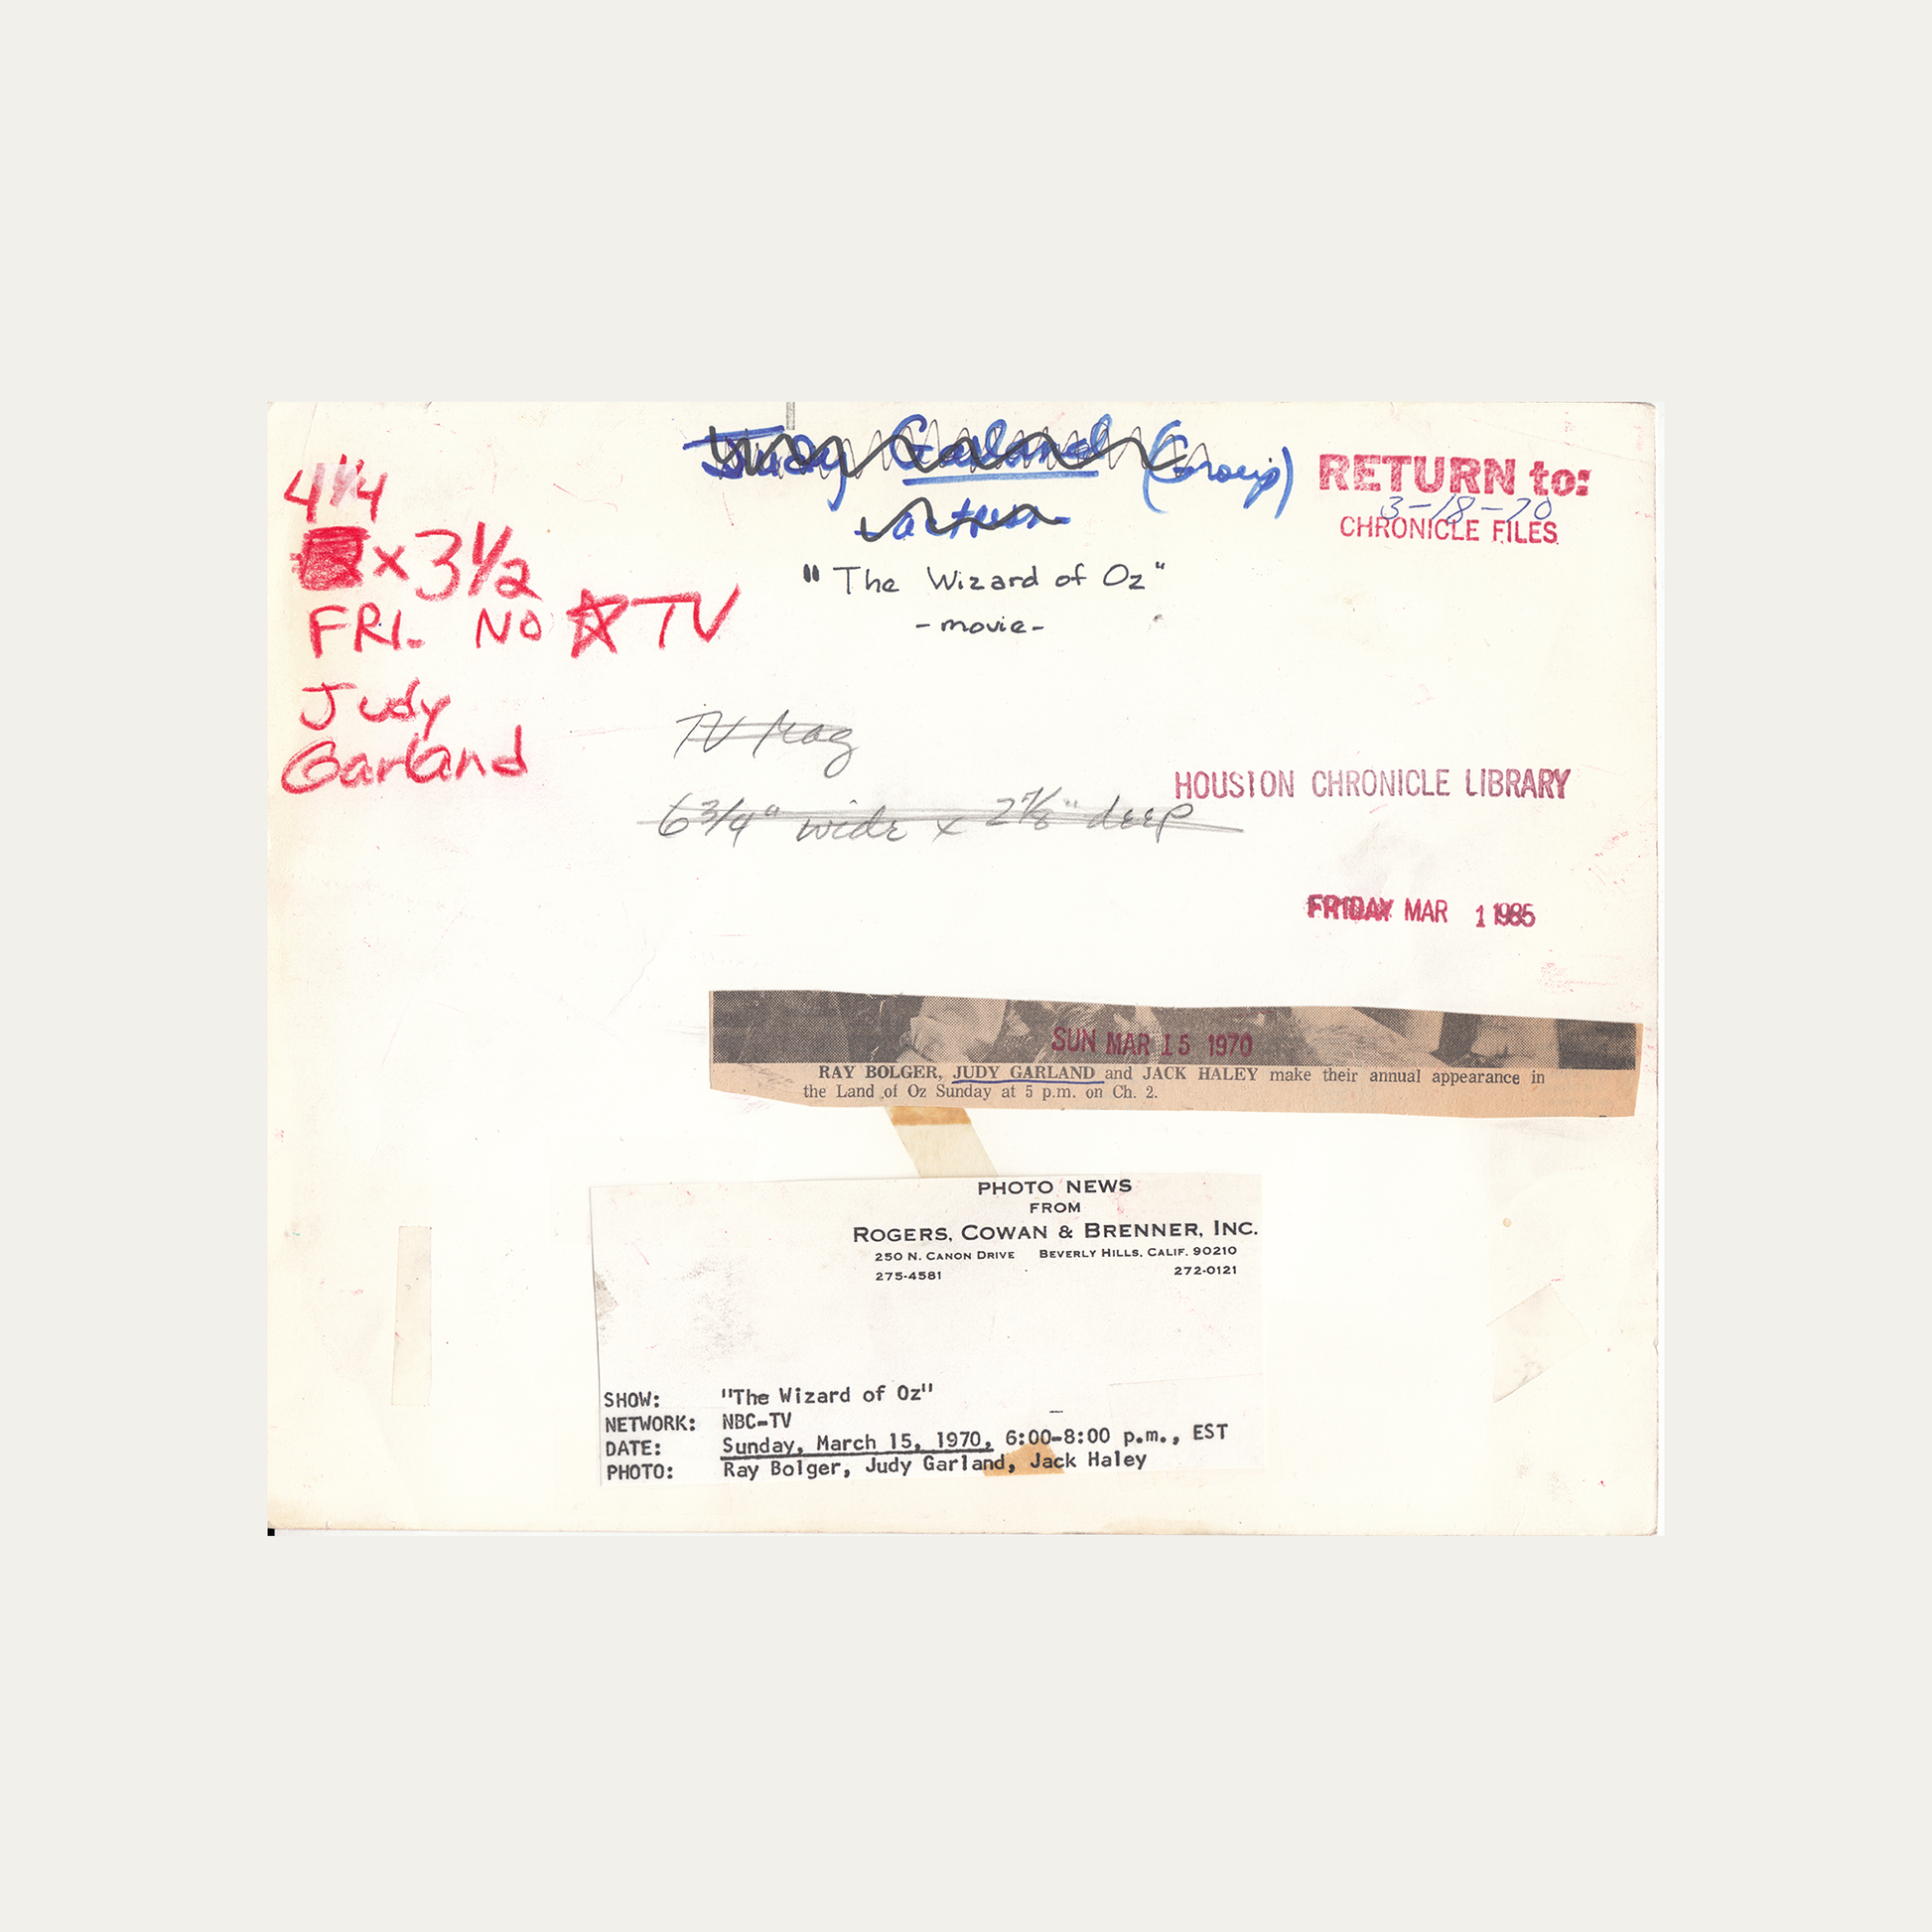 Judy Garland (Group)
actress
"The Wizard of Oz"
-movie-
RETURN to:
3-18-70
CHRONICLE FILES
4 1/4
x 3 1/2
FRI. NO ☆ TV
Judy
Garland
TV Mag
6 3/4" wide x 2 7/8" deep
HOUSTON CHRONICLE LIBRARY
FRIDAY MAR 1 1985
SUN MAR 15 1970
RAY BOLGER, JUDY GARLAND and JACK HALEY make their annual appearance in
the Land of Oz Sunday at 5 p.m. on Ch. 2.
PHOTO NEWS
FROM
ROGERS, COWAN & BRENNER, INC.
250 N. CANON DRIVE BEVERLY HILLS, CALIF. 90210
275-4581 272-0121
SHOW: "The Wizard of Oz"
NETWORK: NBC-TV
DATE: Sunday, March 15, 1970, 6:00-8:00 p.m., EST
PHOTO: Ray Bolger, Judy Garland, Jack Haley